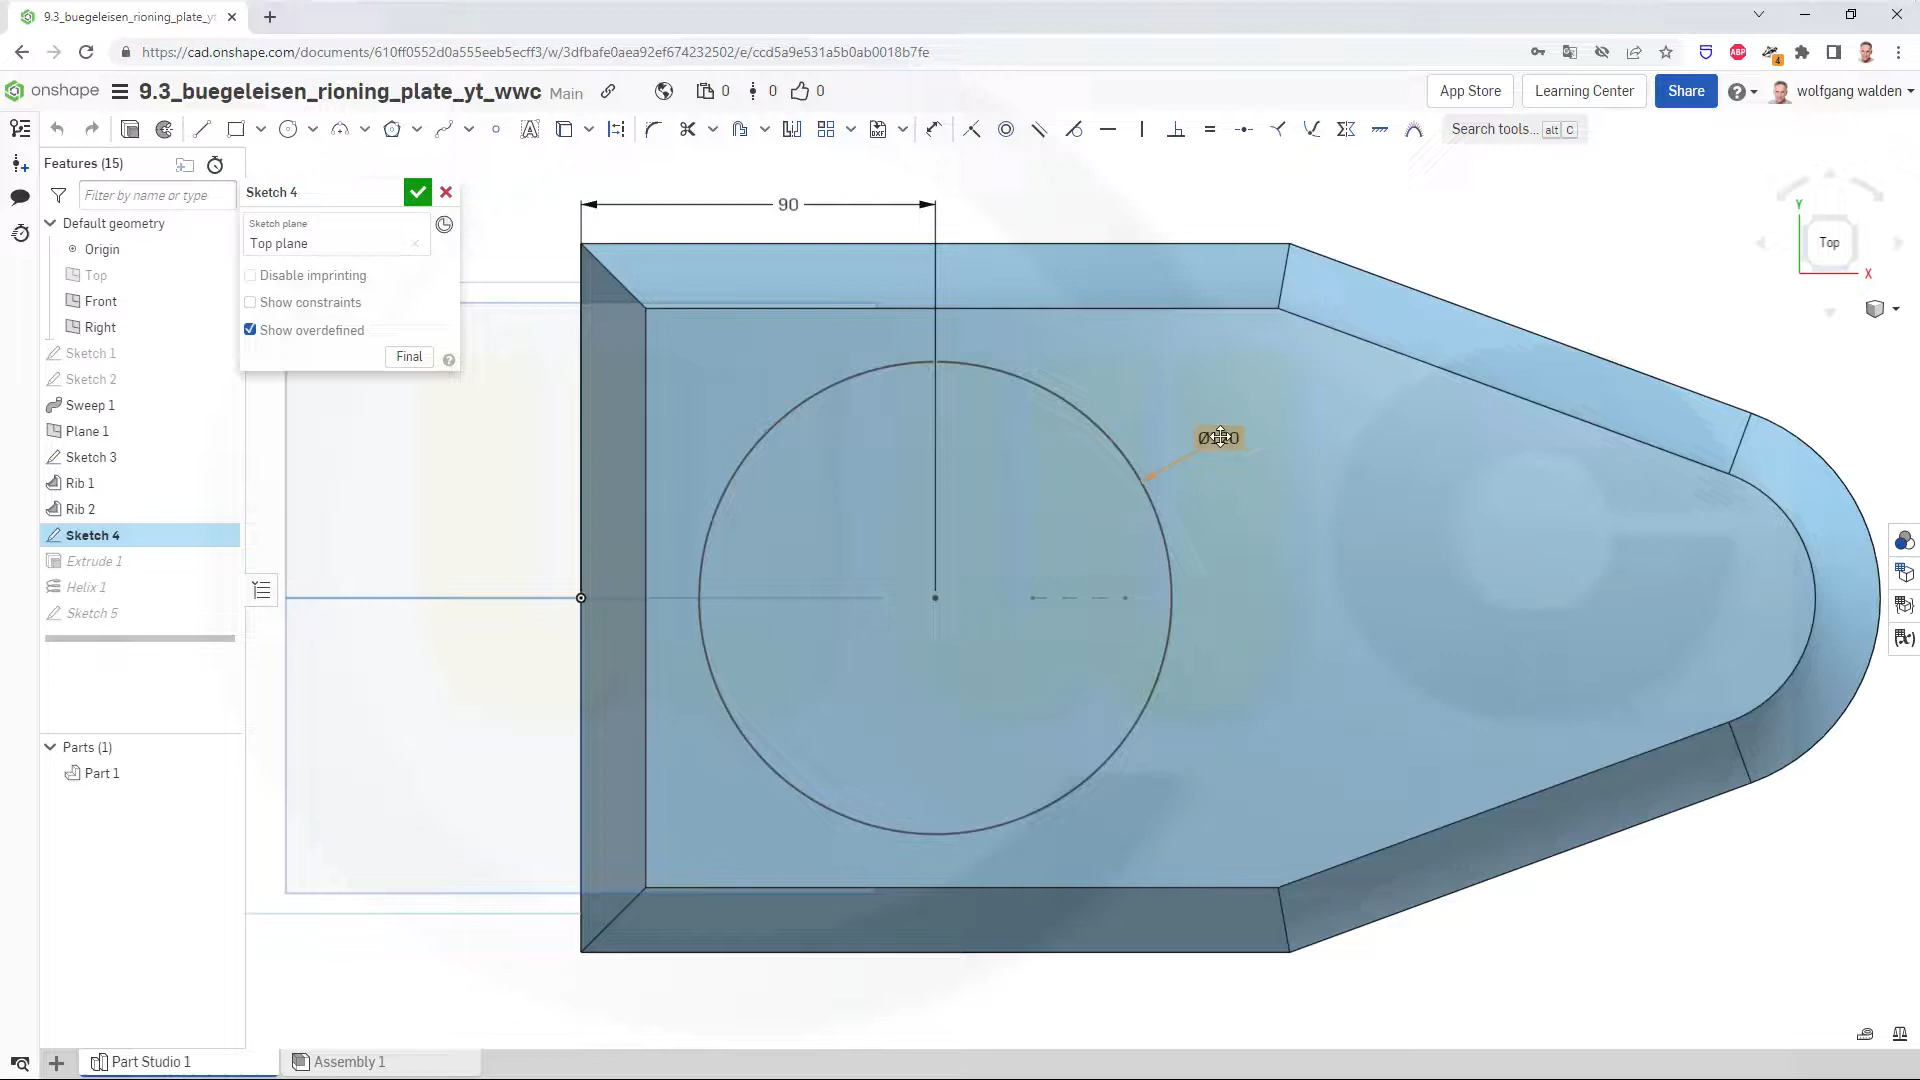 9.3_buegeleisen_rioning_plate_yt
https://cad.onshape.com/documents/610ff0552d0a555eeb5ecff3/w/3dfbafe0aea92ef674232502/e/ccd5a9e531a5b0ab0018b7fe
ABP
4
onshape
9.3_buegeleisen_rioning_plate_yt_wwc Main
0
0
0
App Store
Learning Center
Share
wolfgang walden
DXF
Search tools... alt C
Features (15)
Filter by name or type
Default geometry
Origin
Top
Front
Right
Sketch 1
Sketch 2
Sweep 1
Plane 1
Sketch 3
Rib 1
Rib 2
Sketch 4
Extrude 1
Helix 1
Sketch 5
Parts (1)
Part 1
Sketch 4
Sketch plane
Top plane
Disable imprinting
Show constraints
Show overdefined
Final
90
Y
Top
X
Part Studio 1
Assembly 1